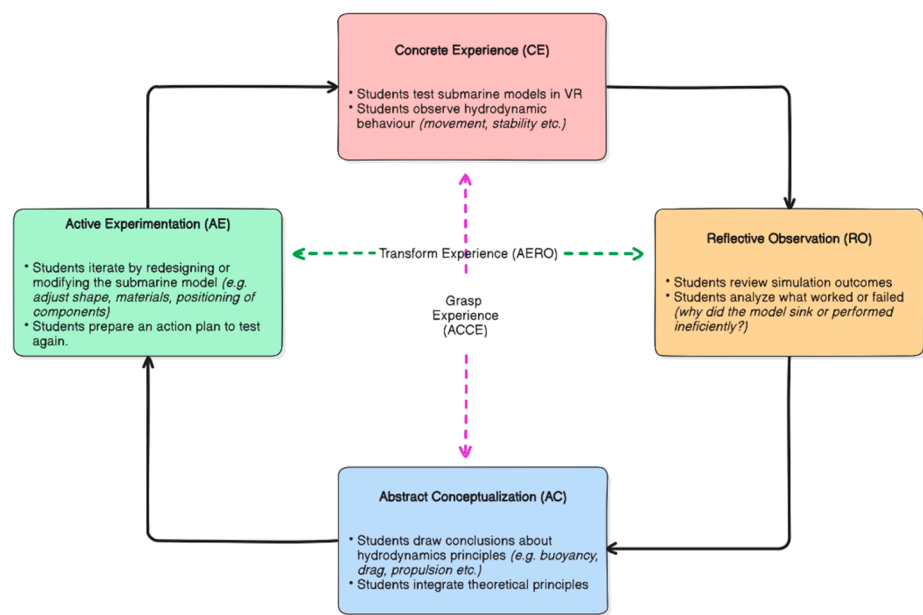 Concrete Experience (CE)
• Students test submarine models in VR
• Students observe hydrodynamic
behaviour (movement, stability etc.)
Active Experimentation (AE)
• Students iterate by redesigning or
modifying the submarine model (e.g.
adjust shape, materials, positioning of
components)
• Students prepare an action plan to test
again.
Transform Experience (AERO)
Grasp
Experience
(ACCE)
Reflective Observation (RO)
• Students review simulation outcomes
• Students analyze what worked or failed
(why did the model sink or performed
ineficiently?)
Abstract Conceptualization (AC)
• Students draw conclusions about
hydrodynamics principles (e.g. buoyancy,
drag, propulsion etc.)
• Students integrate theoretical principles